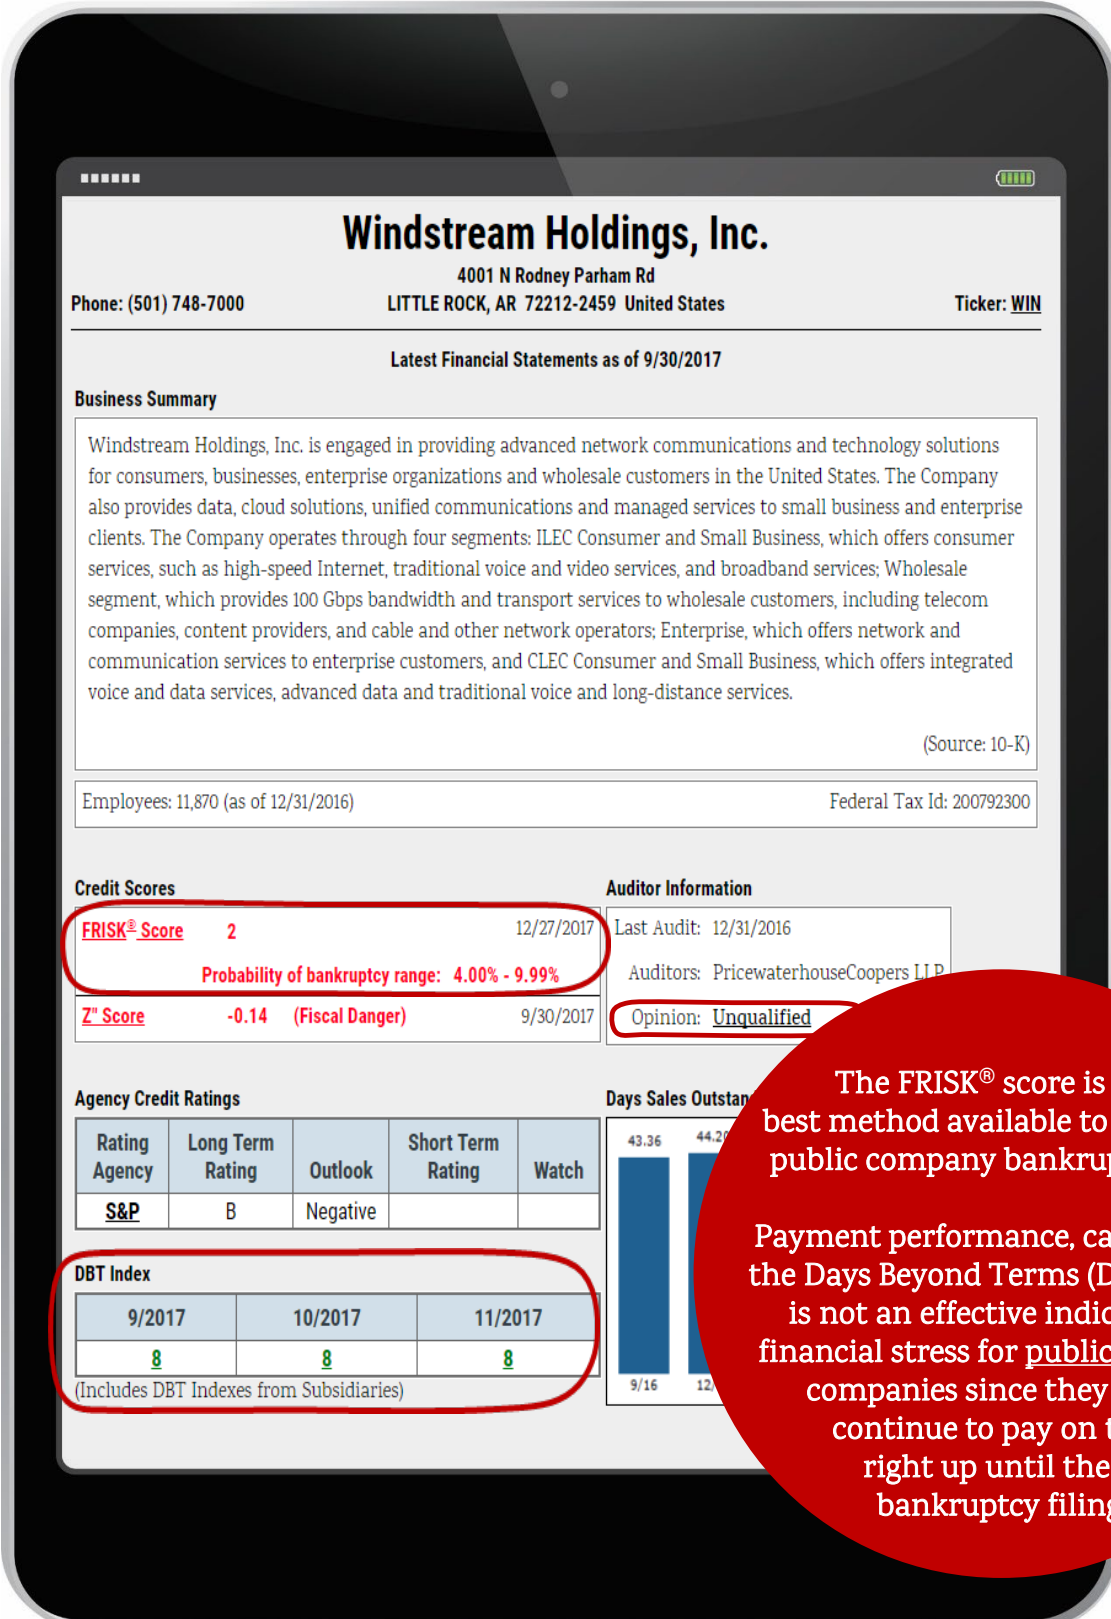 Windstream Holdings, Inc.
4001 N Rodney Parham Rd
Phone: (501) 748-7000 LITTLE ROCK, AR 72212-2459 United States Ticker: WIN
Latest Financial Statements as of 9/30/2017
Business Summary
Windstream Holdings, Inc. is engaged in providing advanced network communications and technology solutions
for consumers, businesses, enterprise organizations and wholesale customers in the United States. The Company
also provides data, cloud solutions, unified communications and managed services to small business and enterprise
clients. The Company operates through four segments: ILEC Consumer and Small Business, which offers consumer
services, such as high-speed Internet, traditional voice and video services, and broadband services; Wholesale
segment, which provides 100 Gbps bandwidth and transport services to wholesale customers, including telecom
companies, content providers, and cable and other network operators; Enterprise, which offers network and
communication services to enterprise customers, and CLEC Consumer and Small Business, which offers integrated
voice and data services, advanced data and traditional voice and long-distance services.
(Source: 10-K)
Employees: 11,870 (as of 12/31/2016) Federal Tax Id: 200792300
Credit Scores
FRISK® Score 2 12/27/2017
Probability of bankruptcy range: 4.00% - 9.99%
Z" Score -0.14 (Fiscal Danger) 9/30/2017
Auditor Information
Last Audit: 12/31/2016
Auditors: PricewaterhouseCoopers LLP
Opinion: Unqualified
Agency Credit Ratings
Rating Agency Long Term Rating Outlook Short Term Rating Watch
S&P B Negative
DBT Index
9/2017 10/2017 11/2017
8 8 8
(Includes DBT Indexes from Subsidiaries)
Days Sales
43.36 44.20
9/16 12/
The FRISK® score is
best method available to
public company
Payment performance,
the Days Beyond Terms
is not an effective
financial stress for public
companies since they
continue to pay on
right up until the
bankruptcy filing